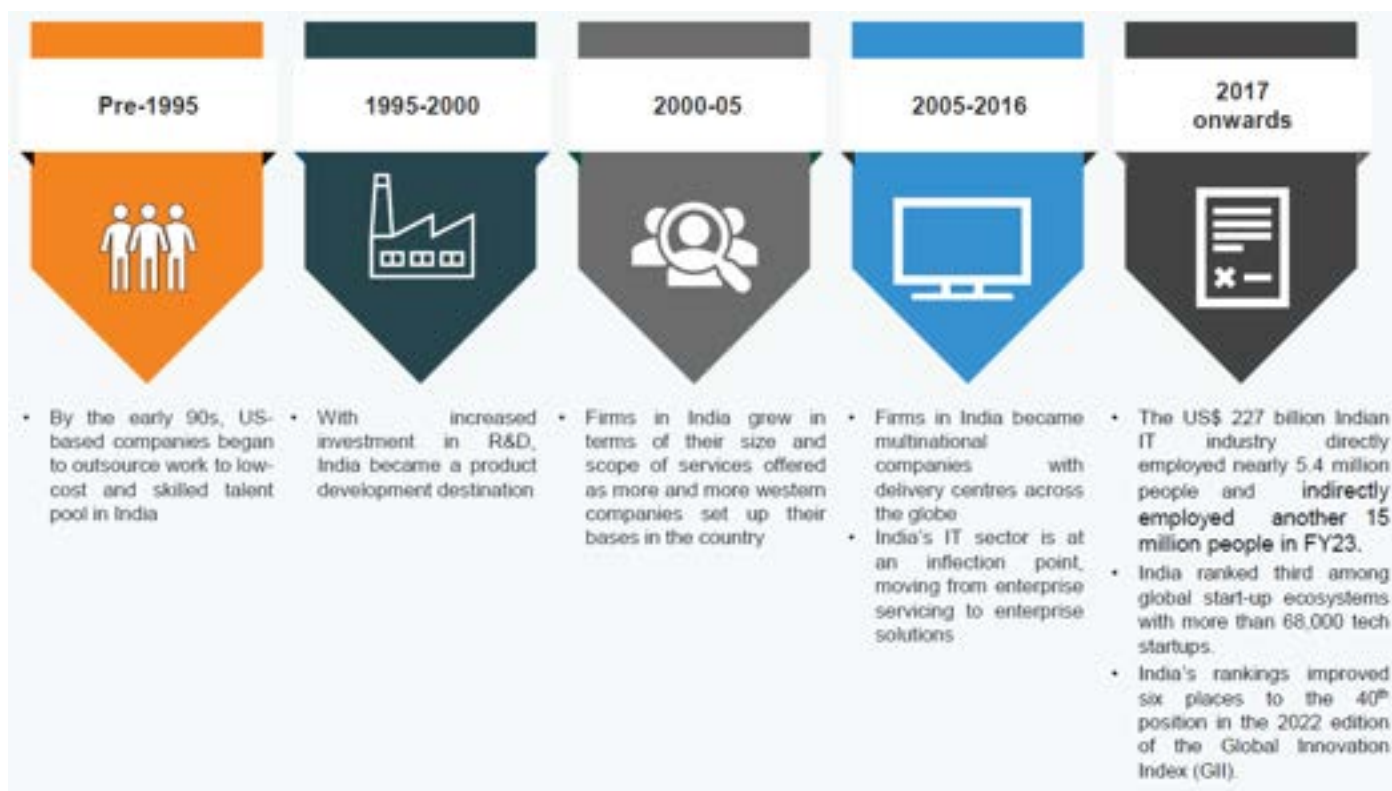 Pre-1995
1995-2000
2000-05
2005-2016
2017
onwards
• By the early 90s, US-
based companies began
to outsource work to low-
cost and skilled talent
pool in India
• With increased
investment in R&D,
India became a product
development destination
• Firms in India grew in
terms of their size and
scope of services offered
as more and more western
companies set up their
bases in the country
• Firms in India became
multinational
companies with
delivery centres across
the globe
• India's IT sector is at
an inflection point,
moving from enterprise
servicing to enterprise
solutions
• The US$ 227 billion Indian
IT industry directly
employed nearly 5.4 million
people and indirectly
employed another 15
million people in FY23.
• India ranked third among
global start-up ecosystems
with more than 68,000 tech
startups.
• India's rankings improved
six places to the 40th
position in the 2022 edition
of the Global Innovation
Index (GII).